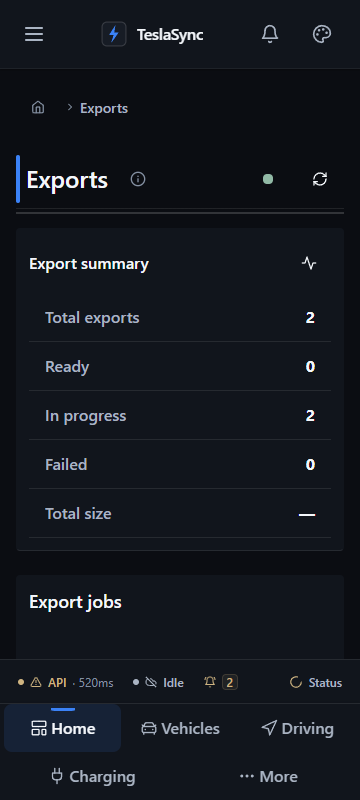 TeslaSync
Exports
Exports
Export summary
Total exports 2
Ready 0
In progress 2
Failed 0
Total size —
Export jobs
API · 520ms Idle 2 Status
Home Vehicles Driving
Charging More